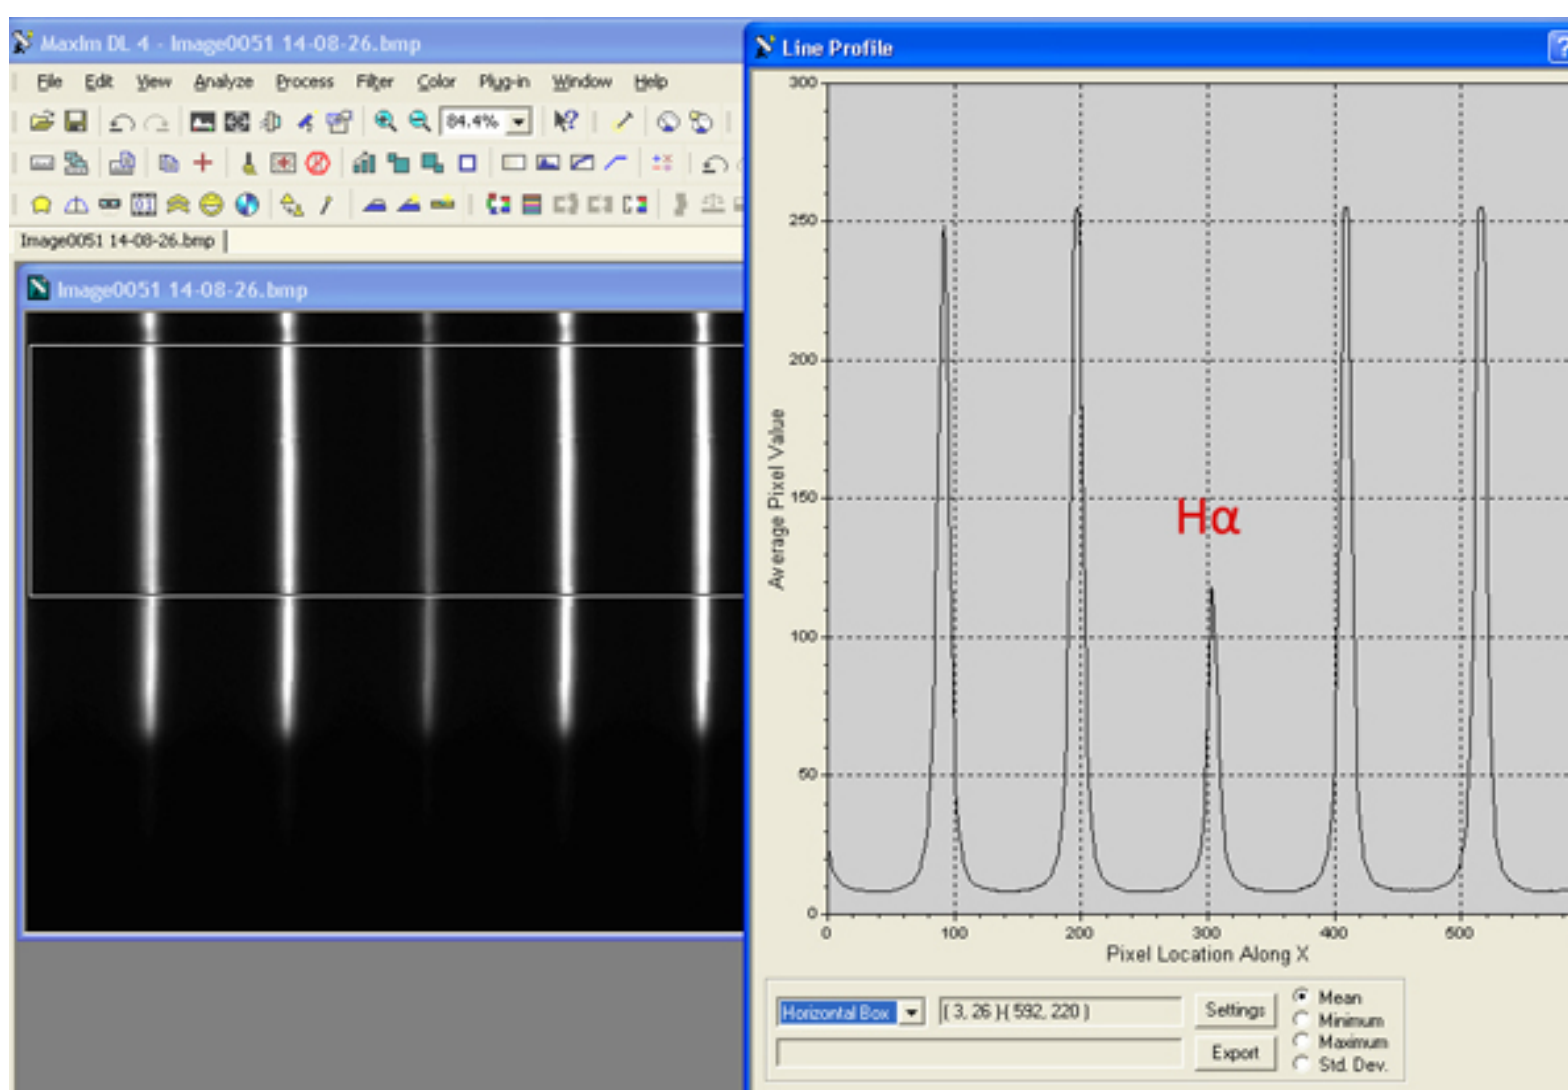 MaxIm DL 4 - Image0051 14-08-26.bmp
File Edit View Analyze Process Filter Color Plug-in Window Help
84.4%
Image0051 14-08-26.bmp
Image0051 14-08-26.bmp
Line Profile
300
250
200
150
100
50
0
Average Pixel Value
Hα
0 100 200 300 400 500
Pixel Location Along X
Horizontal Box
( 3, 26 )-( 592, 220 )
Settings
Export
Mean
Minimum
Maximum
Std. Dev.